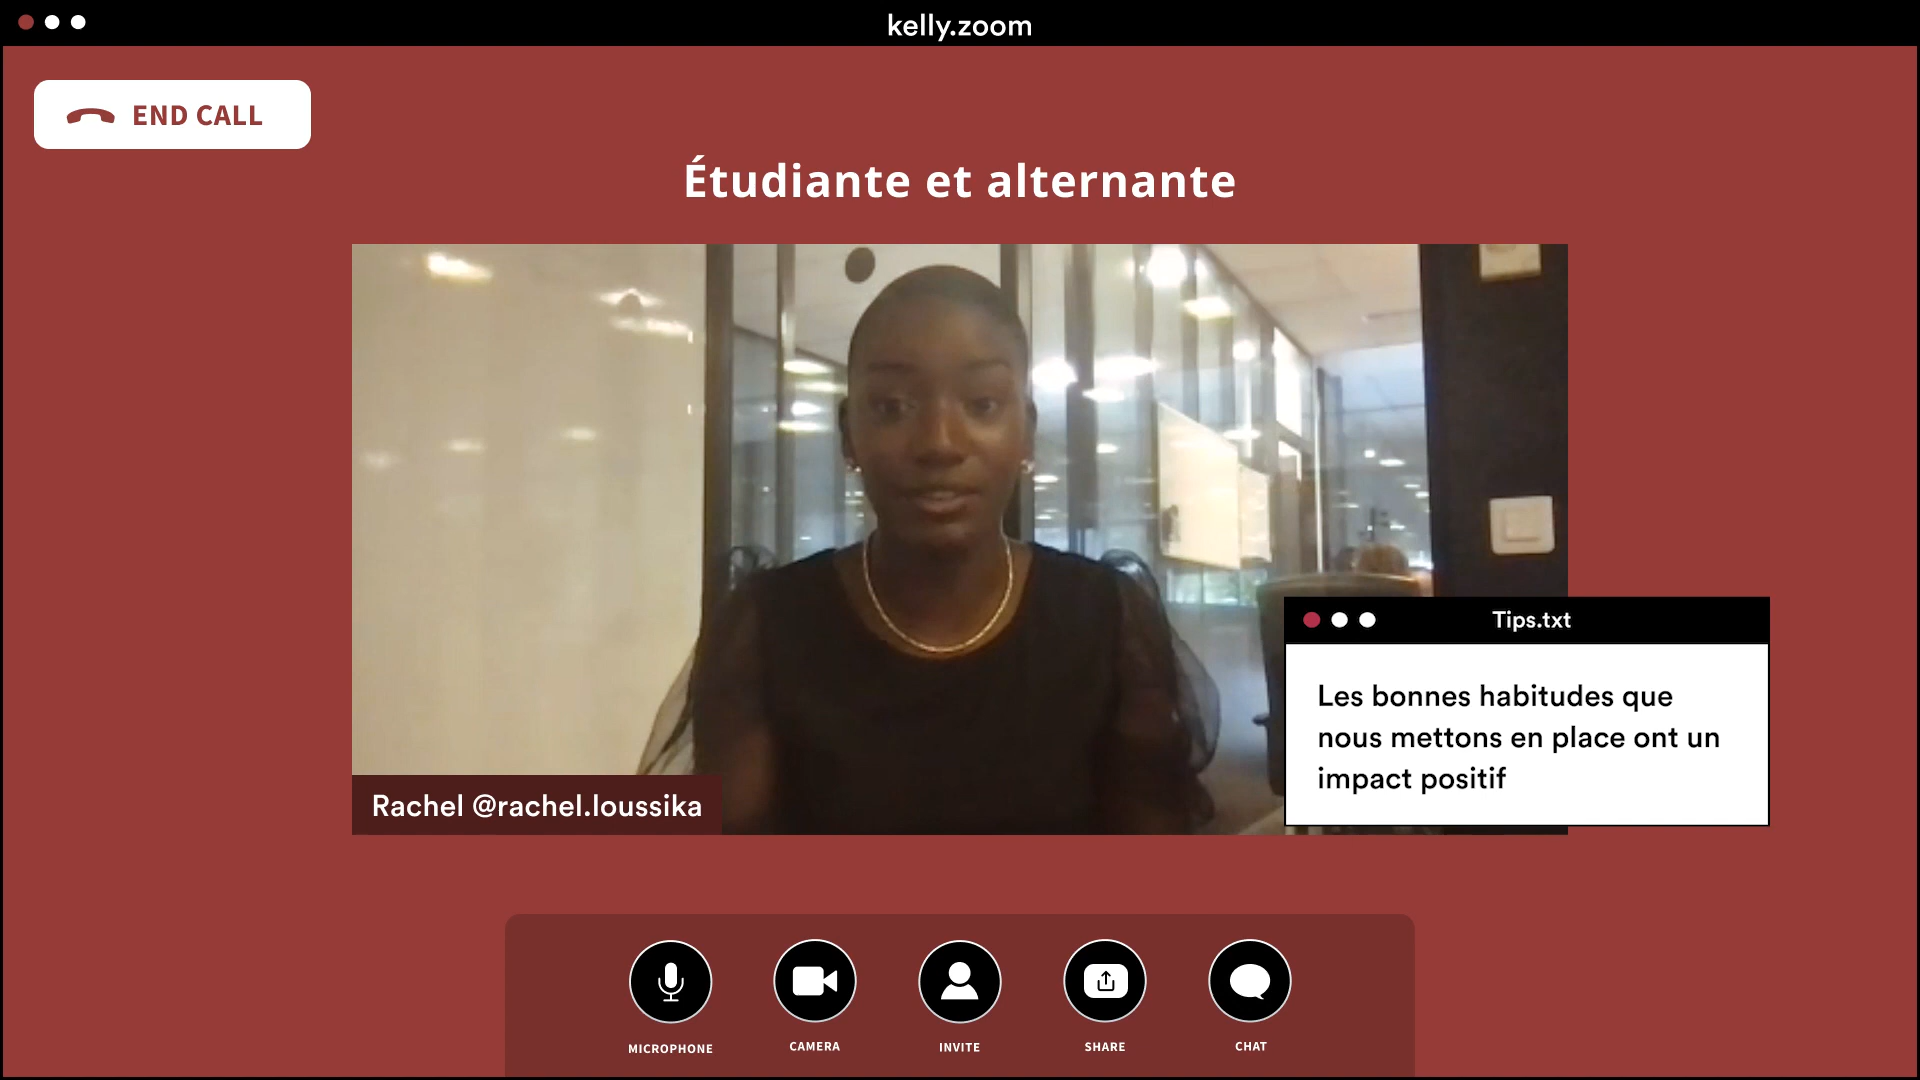 kelly.zoom
END CALL
Étudiante et alternante
Tips.txt
Les bonnes habitudes que
nous mettons en place ont un
impact positif
Rachel @rachel.loussika
MICROPHONE
CAMERA
INVITE
SHARE
CHAT